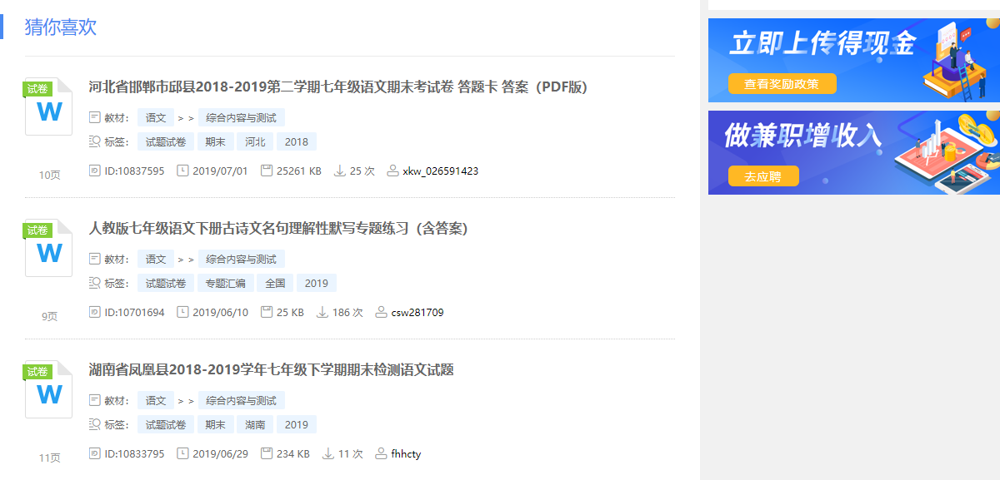 猜你喜欢
试卷
W
10页
河北省邯郸市邱县2018-2019第二学期七年级语文期末考试卷 答题卡 答案（PDF版）
教材： 语文 > > 综合内容与测试
标签： 试题试卷 期末 河北 2018
ID:10837595 2019/07/01 25261 KB 25 次 xkw_026591423
试卷
W
9页
人教版七年级语文下册古诗文名句理解性默写专题练习（含答案）
教材： 语文 > > 综合内容与测试
标签： 试题试卷 专题汇编 全国 2019
ID:10701694 2019/06/10 25 KB 186 次 csw281709
试卷
W
11页
湖南省凤凰县2018-2019学年七年级下学期期末检测语文试题
教材： 语文 > > 综合内容与测试
标签： 试题试卷 期末 湖南 2019
ID:10833795 2019/06/29 234 KB 11 次 fhhcty
立即上传得现金
查看奖励政策
做兼职增收入
去应聘